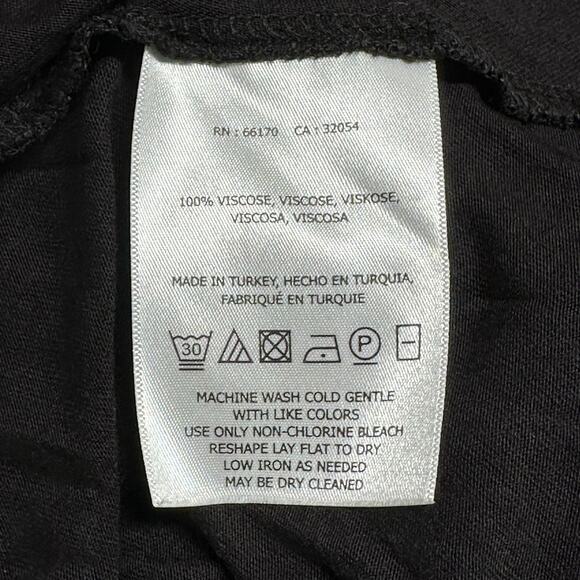 RN : 66170 CA : 32054
100% VISCOSE, VISCOSE, VISKOSE,
VISCOSA, VISCOSA
MADE IN TURKEY, HECHO EN TURQUIA,
FABRIQUÉ EN TURQUIE
30 P
MACHINE WASH COLD GENTLE
WITH LIKE COLORS
USE ONLY NON-CHLORINE BLEACH
RESHAPE LAY FLAT TO DRY
LOW IRON AS NEEDED
MAY BE DRY CLEANED